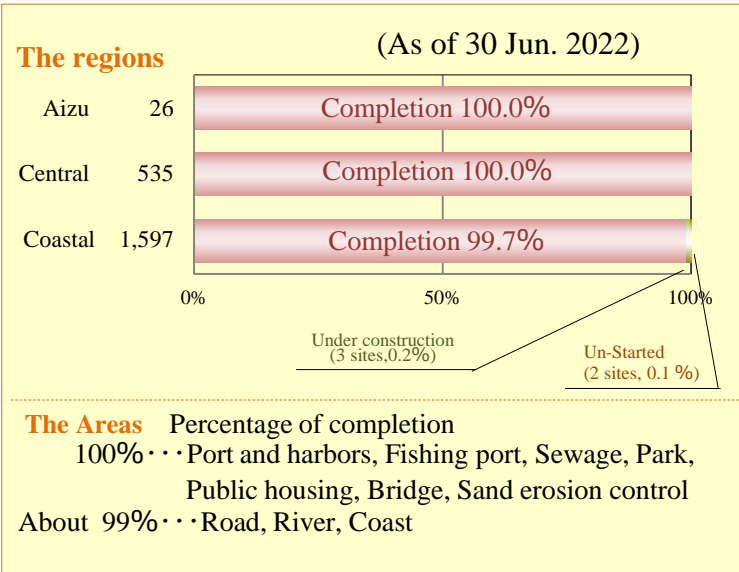 (As of 30 Jun. 2022)
The regions
Aizu 26 Completion 100.0%
Central 535 Completion 100.0%
Coastal 1,597 Completion 99.7%
0% 50% 100%
Under construction
(3 sites,0.2%)
Un-Started
(2 sites, 0.1 %)
The Areas Percentage of completion
100%･･･Port and harbors, Fishing port, Sewage, Park,
Public housing, Bridge, Sand erosion control
About 99%･･･Road, River, Coast